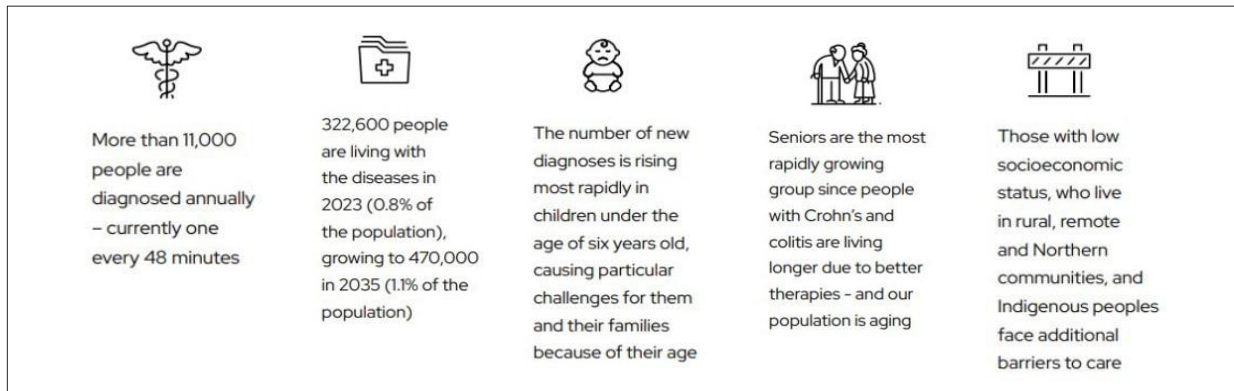 More than 11,000
people are
diagnosed annually
– currently one
every 48 minutes
322,600 people
are living with
the diseases in
2023 (0.8% of
the population),
growing to 470,000
in 2035 (1.1% of the
population)
The number of new
diagnoses is rising
most rapidly in
children under the
age of six years old,
causing particular
challenges for them
and their families
because of their age
Seniors are the most
rapidly growing
group since people
with Crohn's and
colitis are living
longer due to better
therapies - and our
population is aging
Those with low
socioeconomic
status, who live
in rural, remote
and Northern
communities, and
Indigenous peoples
face additional
barriers to care